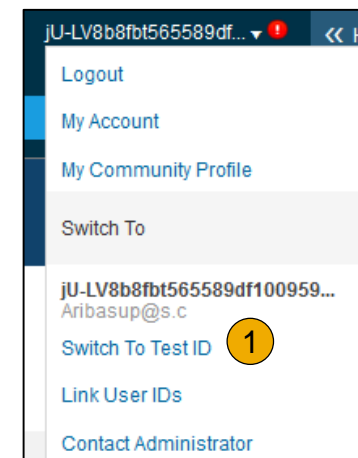 jU-LV8b8fbt565589df... ! « H
Logout
My Account
My Community Profile
Switch To
jU-LV8b8fbt565589df100959...
Aribasup@s.c
Switch To Test ID 1
Link User IDs
Contact Administrator